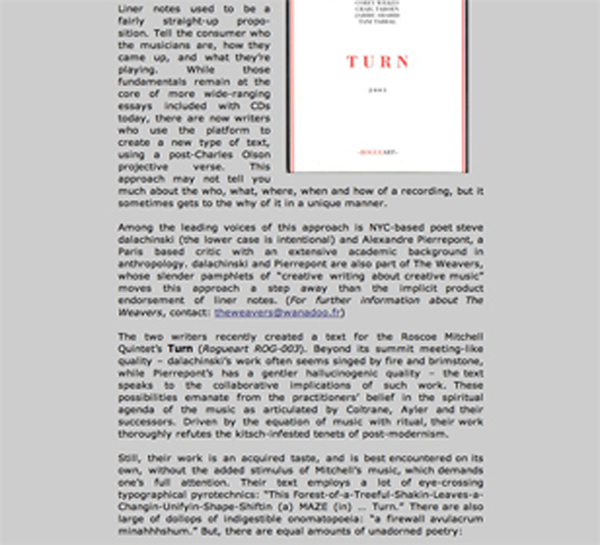 COREY WILKES
CRAIG TABORN
JARIBU SHAHID
TANI TABBAL
TURN
2005
-ROGUEART-
Liner notes used to be a
fairly straight-up propo-
sition. Tell the consumer who
the musicians are, how they
came up, and what they're
playing. While those
fundamentals remain at the
core of more wide-ranging
essays included with CDs
today, there are now writers
who use the platform to
create a new type of text,
using a post-Charles Olson
projective verse. This
approach may not tell you
much about the who, what, where, when and how of a recording, but it
sometimes gets to the why of it in a unique manner.
Among the leading voices of this approach is NYC-based poet steve
dalachinski (the lower case is intentional) and Alexandre Pierrepont, a
Paris based critic with an extensive academic background in
anthropology. dalachinski and Pierrepont are also part of The Weavers,
whose slender pamphlets of "creative writing about creative music"
moves this approach a step away than the implicit product
endorsement of liner notes. (For further information about The
Weavers, contact: theweavers@wanadoo.fr)
The two writers recently created a text for the Roscoe Mitchell
Quintet's Turn (Rogueart ROG-003). Beyond its summit meeting-like
quality – dalachinski's work often seems singed by fire and brimstone,
while Pierrepont's has a gentler hallucinogenic quality – the text
speaks to the collaborative implications of such work. These
possibilities emanate from the practitioners' belief in the spiritual
agenda of the music as articulated by Coltrane, Ayler and their
successors. Driven by the equation of music with ritual, their work
thoroughly refutes the kitsch-infested tenets of post-modernism.
Still, their work is an acquired taste, and is best encountered on its
own, without the added stimulus of Mitchell's music, which demands
one's full attention. Their text employs a lot of eye-crossing
typographical pyrotechnics: "This Forest-of-a-Treeful-Shakin-Leaves-a-
Changin-Unifyin-Shape-Shiftin (a) MAZE (in) … Turn." There are also
large of dollops of indigestible onomatopoeia: "a firewall avulacrum
minahhhshum." But, there are equal amounts of unadorned poetry: